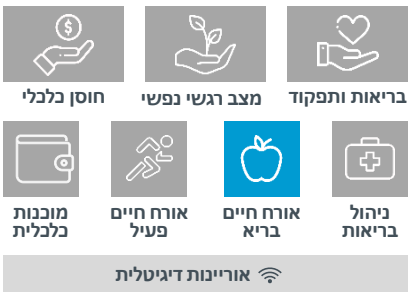 בריאות ותפקוד
מצב רגשי נפשי
חוסן כלכלי
ניהול
בריאות
אורח חיים
בריא
אורח חיים
פעיל
מוכנות
כלכלית
אוריינות דיגיטלית